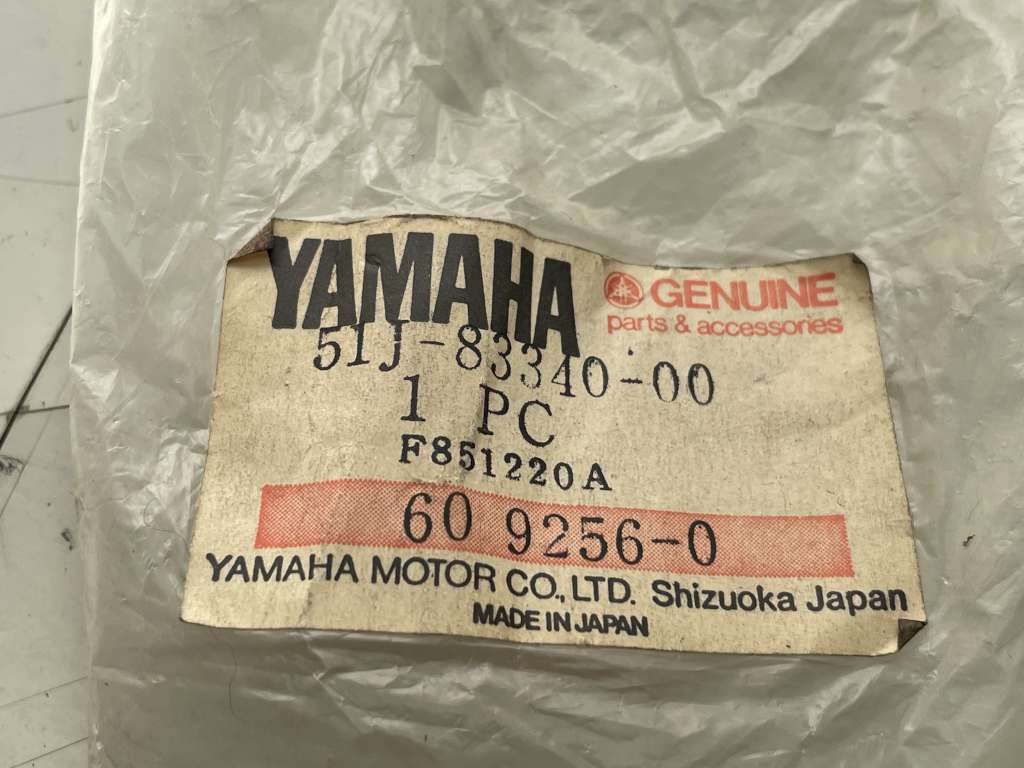 YAMAHA
GENUINE
parts & accessories
51J-83340-00
1 PC
F851220A
60 9256-0
YAMAHA MOTOR CO., LTD. Shizuoka Japan
MADE IN JAPAN